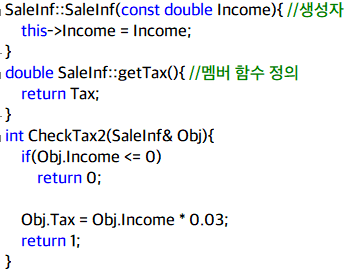 SaleInf::SaleInf(const double Income){ //생성자
    this->Income = Income;
}
double SaleInf::getTax(){ //멤버 함수 정의
    return Tax;
}
int CheckTax2(SaleInf& Obj){
    if(Obj.Income <= 0)
        return 0;

    Obj.Tax = Obj.Income * 0.03;
    return 1;
}